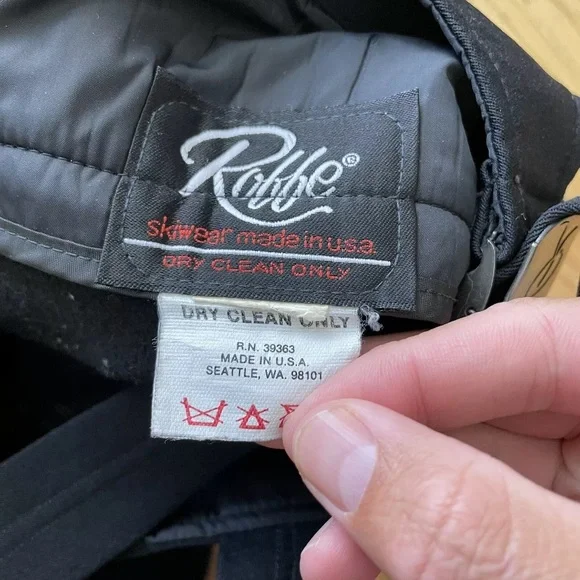 Roffe®
Skiwear made in u.s.a.
DRY CLEAN ONLY
DRY CLEAN ONLY
R.N. 39363
MADE IN U.S.A.
SEATTLE, WA. 98101